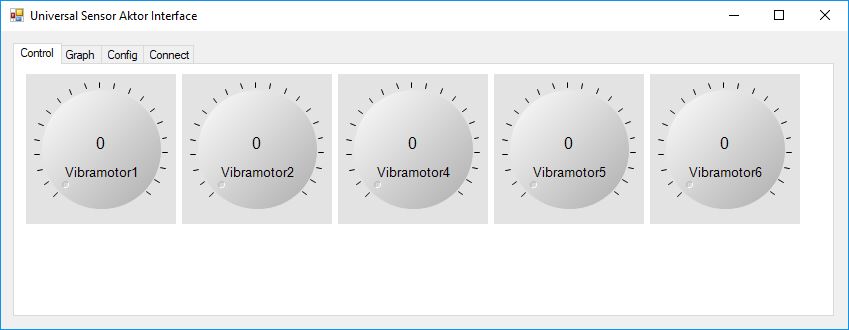 Universal Sensor Aktor Interface
Control Graph Config Connect
0 0 0 0 0
Vibramotor1 Vibramotor2 Vibramotor4 Vibramotor5 Vibramotor6